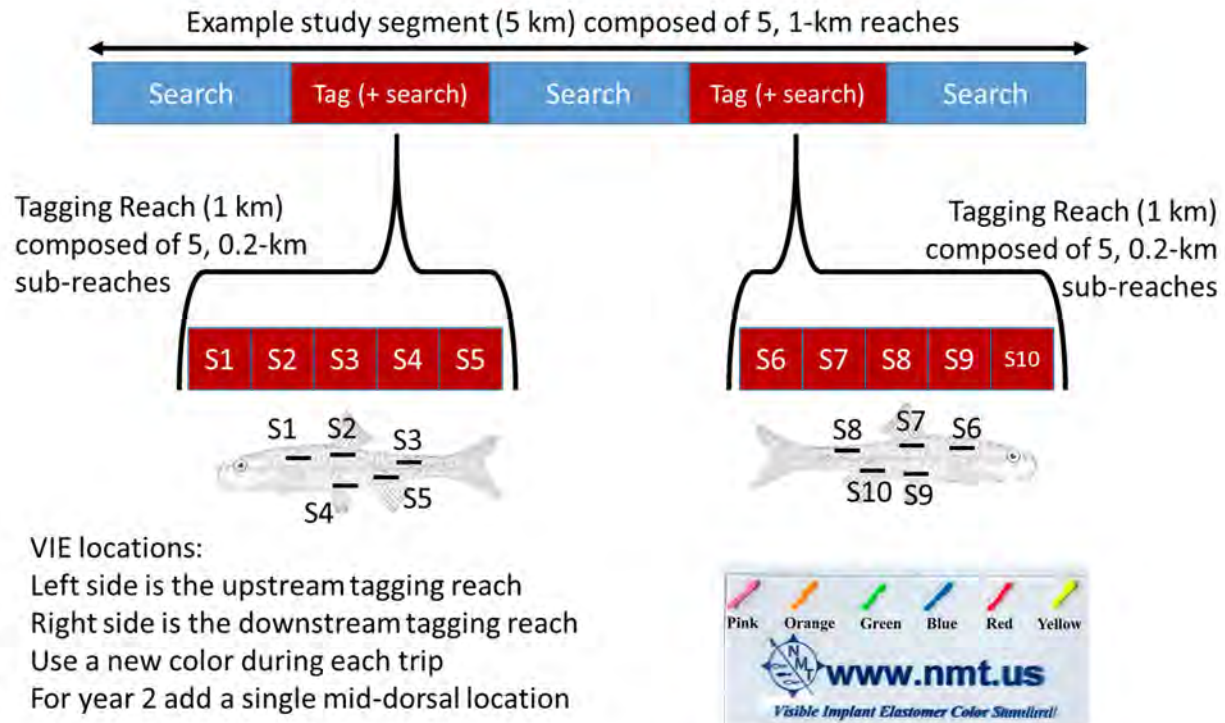 Example study segment (5 km) composed of 5, 1-km reaches
Search
Tag (+ search)
Search
Tag (+ search)
Search
Tagging Reach (1 km)
composed of 5, 0.2-km
sub-reaches
Tagging Reach (1 km)
composed of 5, 0.2-km
sub-reaches
S1 S2 S3 S4 S5
S6 S7 S8 S9 S10
S1 S2 S3
S4 S5
S8 S7 S6
S10 S9
VIE locations:
Left side is the upstream tagging reach
Right side is the downstream tagging reach
Use a new color during each trip
For year 2 add a single mid-dorsal location
Pink Orange Green Blue Red Yellow
NMT
www.nmt.us
Visible Implant Elastomer Color Standard